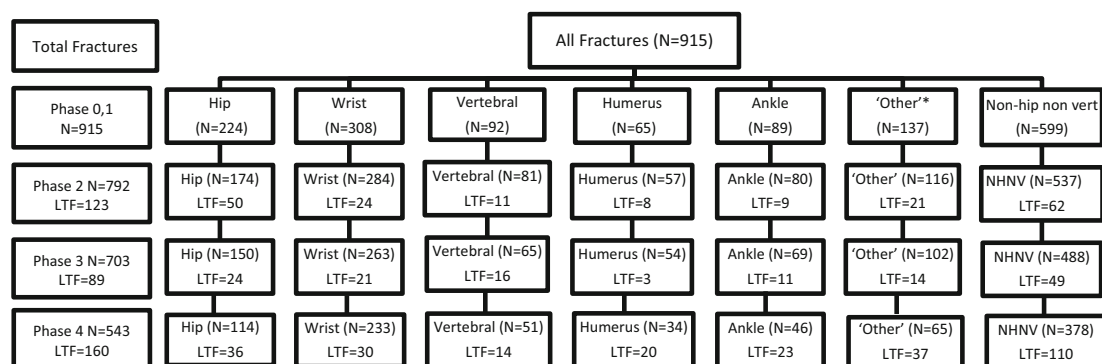 Total Fractures
All Fractures (N=915)
Phase 0,1
N=915
Hip
(N=224)
Wrist
(N=308)
Vertebral
(N=92)
Humerus
(N=65)
Ankle
(N=89)
‘Other’*
(N=137)
Non-hip non vert
(N=599)
Phase 2 N=792
LTF=123
Hip (N=174)
LTF=50
Wrist (N=284)
LTF=24
Vertebral (N=81)
LTF=11
Humerus (N=57)
LTF=8
Ankle (N=80)
LTF=9
‘Other’ (N=116)
LTF=21
NHNV (N=537)
LTF=62
Phase 3 N=703
LTF=89
Hip (N=150)
LTF=24
Wrist (N=263)
LTF=21
Vertebral (N=65)
LTF=16
Humerus (N=54)
LTF=3
Ankle (N=69)
LTF=11
‘Other’ (N=102)
LTF=14
NHNV (N=488)
LTF=49
Phase 4 N=543
LTF=160
Hip (N=114)
LTF=36
Wrist (N=233)
LTF=30
Vertebral (N=51)
LTF=14
Humerus (N=34)
LTF=20
Ankle (N=46)
LTF=23
‘Other’ (N=65)
LTF=37
NHNV (N=378)
LTF=110